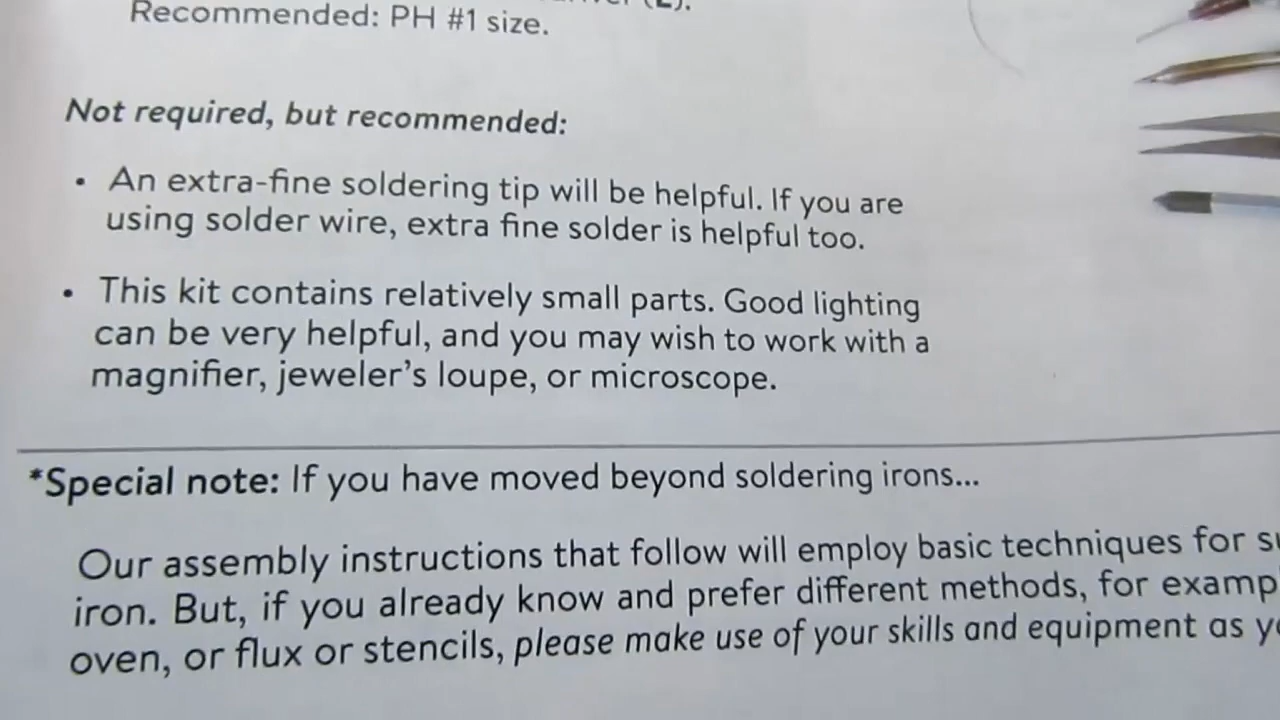 Recommended: PH #1 size.
Not required, but recommended:
• An extra-fine soldering tip will be helpful. If you are
using solder wire, extra fine solder is helpful too.
• This kit contains relatively small parts. Good lighting
can be very helpful, and you may wish to work with a
magnifier, jeweler's loupe, or microscope.
*Special note: If you have moved beyond soldering irons...
Our assembly instructions that follow will employ basic techniques for
iron. But, if you already know and prefer different methods, for
oven, or flux or stencils, please make use of your skills and equipment as